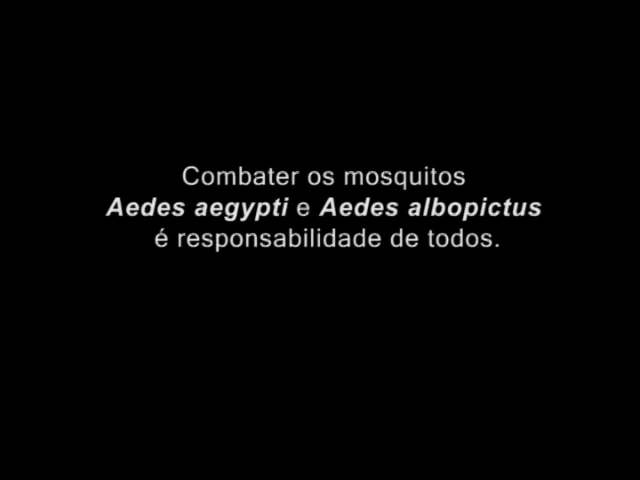 Combater os mosquitos
Aedes aegypti e Aedes albopictus
é responsabilidade de todos.